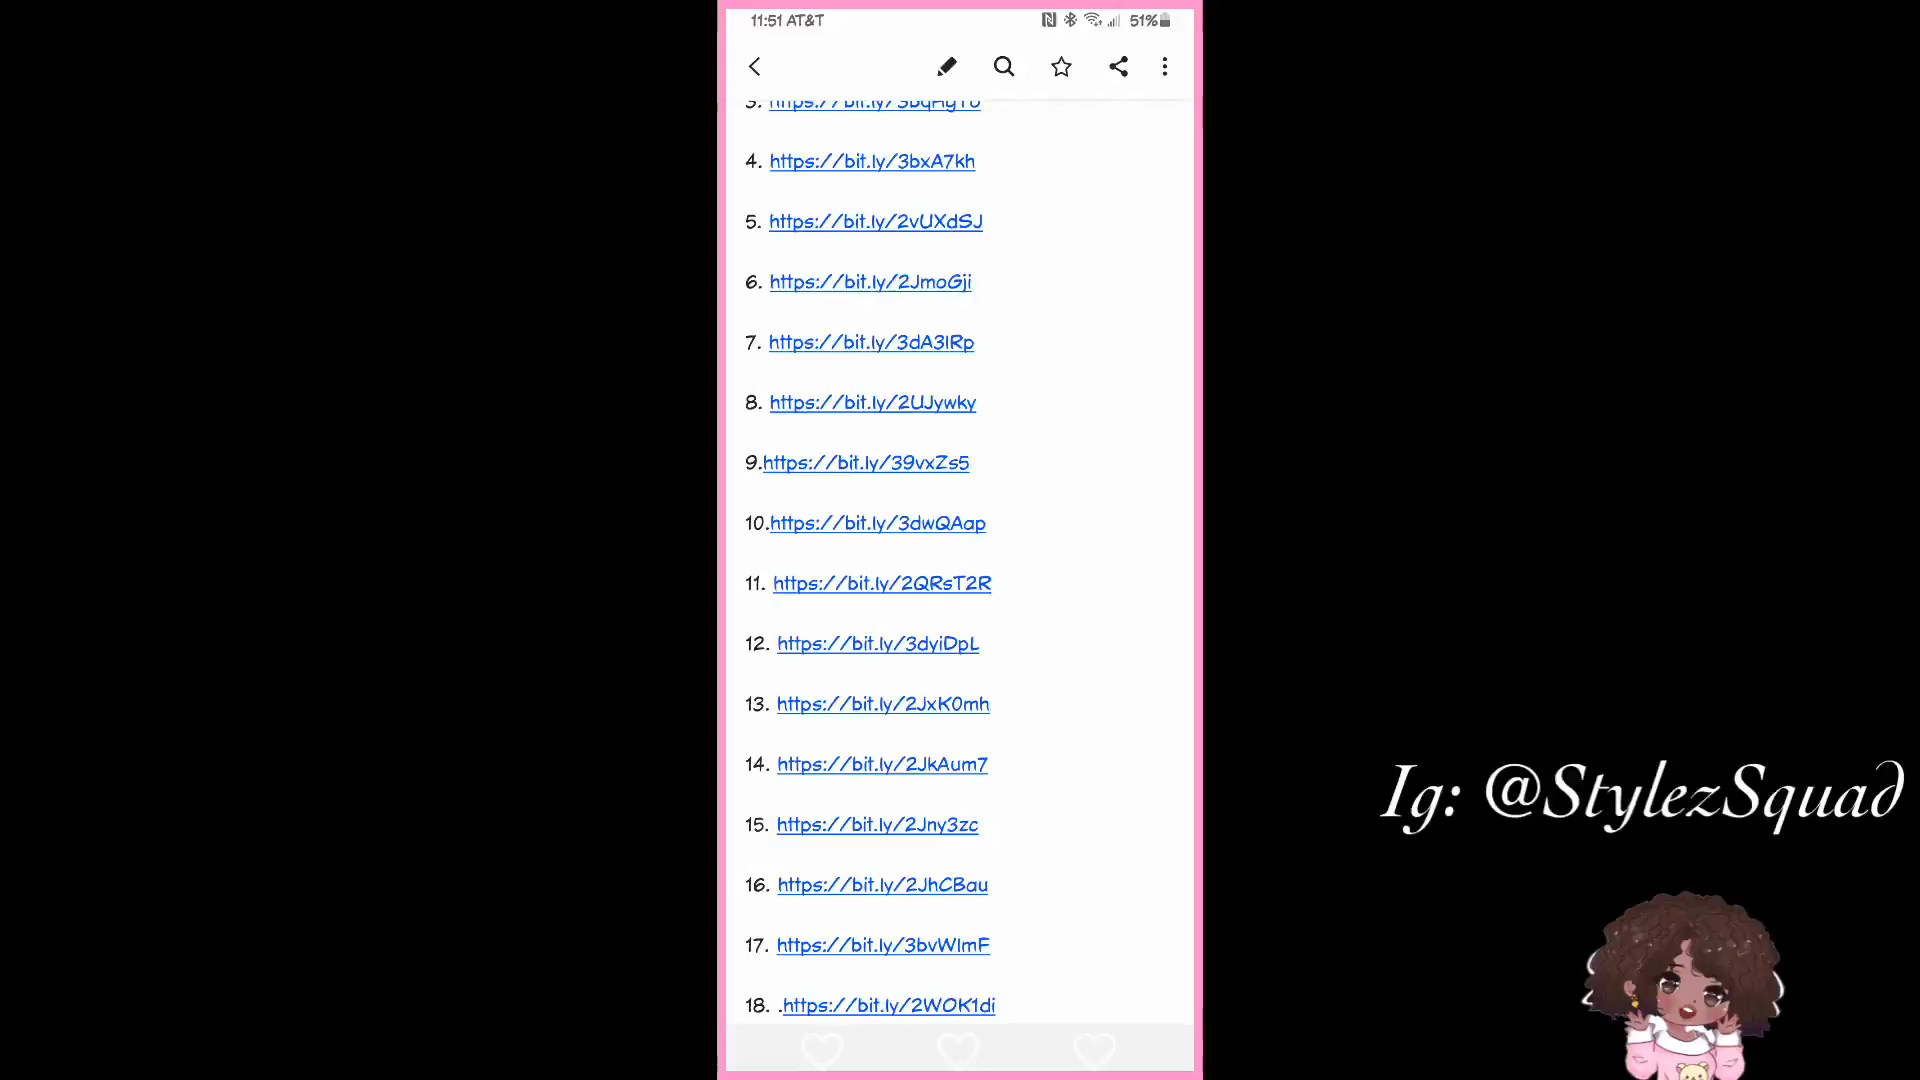 11:51 AT&T 51%
4. https://bit.ly/3bxA7kh
5. https://bit.ly/2vUXdSJ
6. https://bit.ly/2JmoGji
7. https://bit.ly/3dA3IRp
8. https://bit.ly/2UJywky
9.https://bit.ly/39vxZs5
10.https://bit.ly/3dwQAap
11. https://bit.ly/2QRsT2R
12. https://bit.ly/3dyiDpL
13. https://bit.ly/2JxK0mh
14. https://bit.ly/2JkAum7
15. https://bit.ly/2Jny3zc
16. https://bit.ly/2JhCBau
17. https://bit.ly/3bvWImF
18. .https://bit.ly/2WOK1di
Ig: @StylezSquad